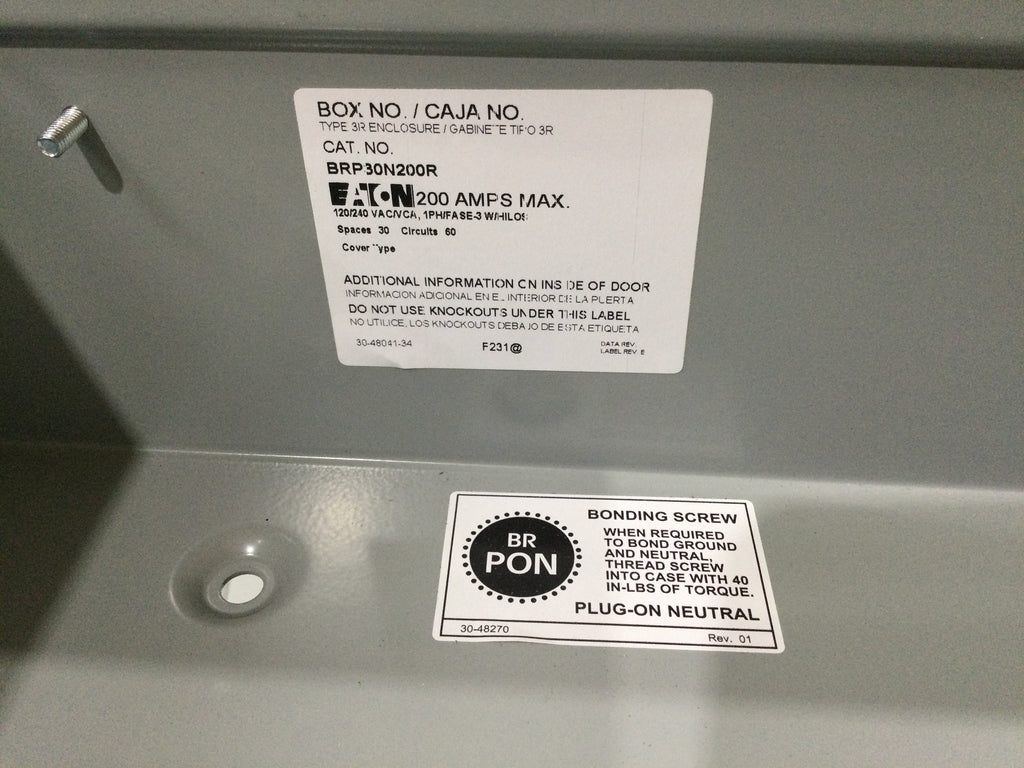 BOX NO. / CAJA NO.
TYPE 3R ENCLOSURE / GABINETE TIPO 3R
CAT. NO.
BRP30N200R
EATON 200 AMPS MAX.
120/240 VAC/VCA, 1PH/FASE-3 W/HILOS
Spaces 30 Circuits 60
Cover Type
ADDITIONAL INFORMATION ON INSIDE OF DOOR
INFORMACION ADICIONAL EN EL INTERIOR DE LA PUERTA
DO NOT USE KNOCKOUTS UNDER THIS LABEL
NO UTILICE, LOS KNOCKOUTS DEBAJO DE ESTA ETIQUETA
30-48041-34 F231@ DATA REV.
LABEL REV. E
BR
PON
BONDING SCREW
WHEN REQUIRED
TO BOND GROUND
AND NEUTRAL,
THREAD SCREW
INTO CASE WITH 40
IN-LBS OF TORQUE.
PLUG-ON NEUTRAL
30-48270 Rev. 01